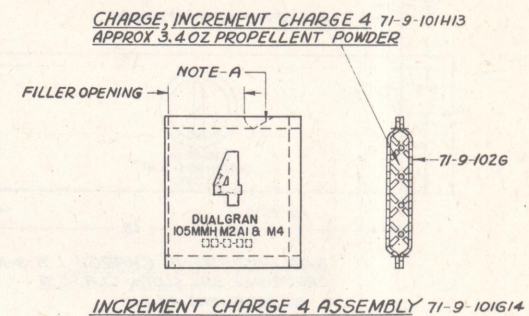 CHARGE, INCREMENT CHARGE 4 71-9-101H13
APPROX 3.4 OZ PROPELLENT POWDER
NOTE-A
FILLER OPENING
71-9-102G
4
4
DUALGRAN
105MMH M2A1 & M4
INCREMENT CHARGE 4 ASSEMBLY 71-9-101G14